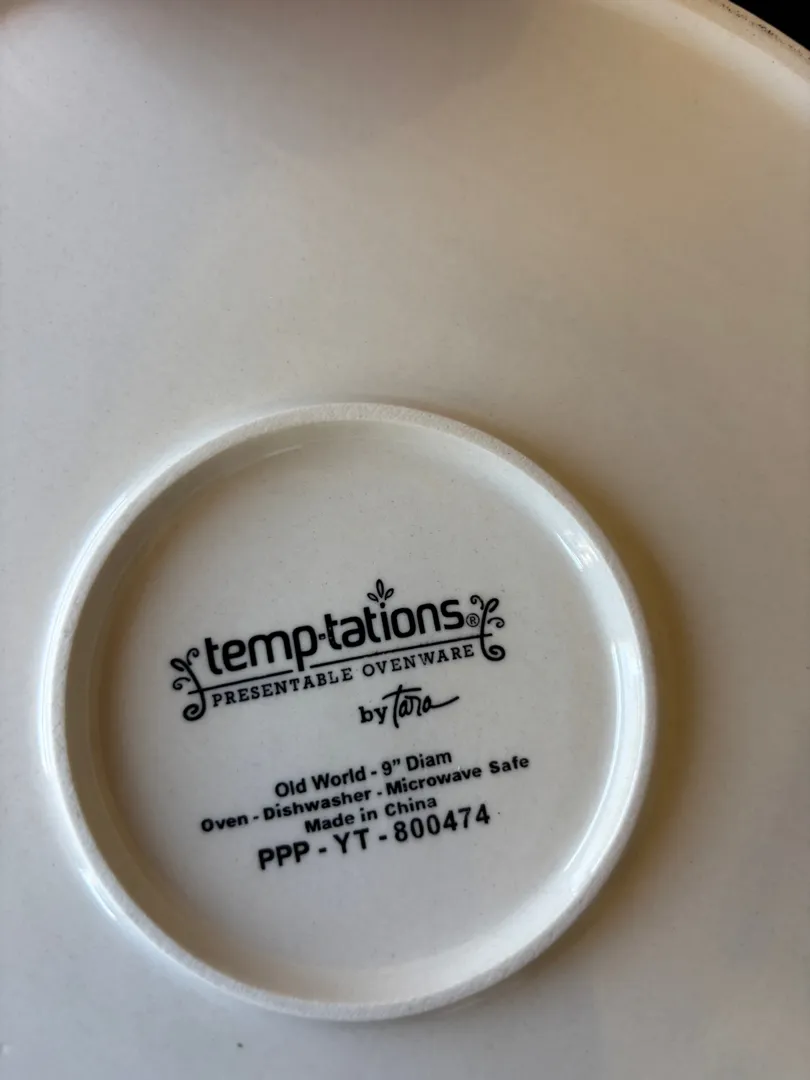 temp-tations®
PRESENTABLE OVENWARE
by Tara
Old World - 9" Diam
Oven - Dishwasher - Microwave Safe
Made in China
PPP - YT - 800474